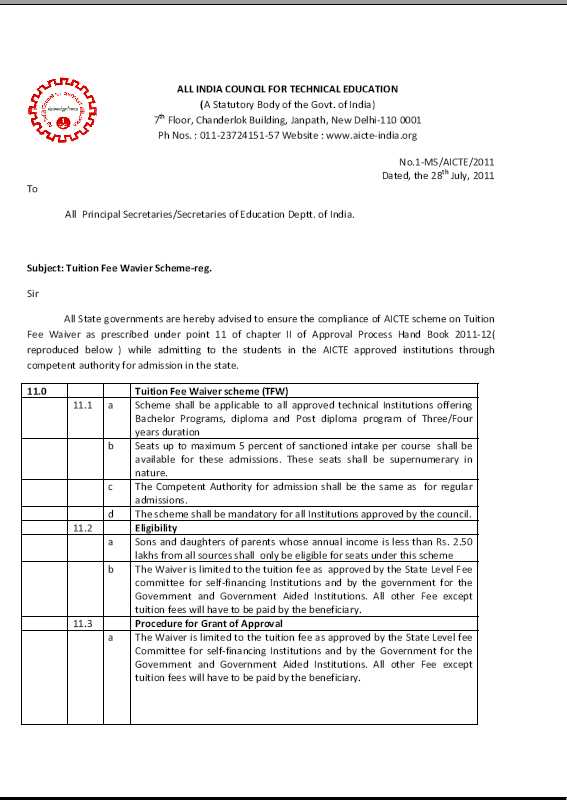 ALL INDIA COUNCIL FOR TECHNICAL EDUCATION
(A Statutory Body of the Govt. of India)
7th Floor, Chanderlok Building, Janpath, New Delhi-110 0001
Ph Nos. : 011-23724151-57 Website : www.aicte-india.org
No.1-MS/AICTE/2011
Dated, the 28th July, 2011
To
All Principal Secretaries/Secretaries of Education Deptt. of India.
Subject: Tuition Fee Wavier Scheme-reg.
Sir
All State governments are hereby advised to ensure the compliance of AICTE scheme on Tuition
Fee Waiver as prescribed under point 11 of chapter II of Approval Process Hand Book 2011-12(
reproduced below ) while admitting to the students in the AICTE approved institutions through
competent authority for admission in the state.
11.0 Tuition Fee Waiver scheme (TFW)
11.1 a Scheme shall be applicable to all approved technical Institutions offering
Bachelor Programs, diploma and Post diploma program of Three/Four
years duration
b Seats up to maximum 5 percent of sanctioned intake per course shall be
available for these admissions. These seats shall be supernumerary in
nature.
c The Competent Authority for admission shall be the same as for regular
admissions.
d The scheme shall be mandatory for all Institutions approved by the council.
11.2 Eligibility
a Sons and daughters of parents whose annual income is less than Rs. 2.50
lakhs from all sources shall only be eligible for seats under this scheme
b The Waiver is limited to the tuition fee as approved by the State Level Fee
committee for self-financing Institutions and by the government for the
Government and Government Aided Institutions. All other Fee except
tuition fees will have to be paid by the beneficiary.
11.3 Procedure for Grant of Approval
a The Waiver is limited to the tuition fee as approved by the State Level fee
Committee for self-financing Institutions and by the Government for the
Government and Government Aided Institutions. All other Fee except
tuition fees will have to be paid by the beneficiary.